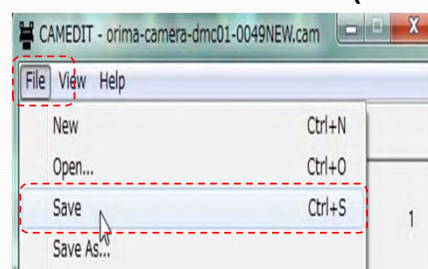 CAMEDIT - orima-camera-dmc01-0049NEW.cam
File View Help
New Ctrl+N
Open... Ctrl+O
Save Ctrl+S
1
Save As...